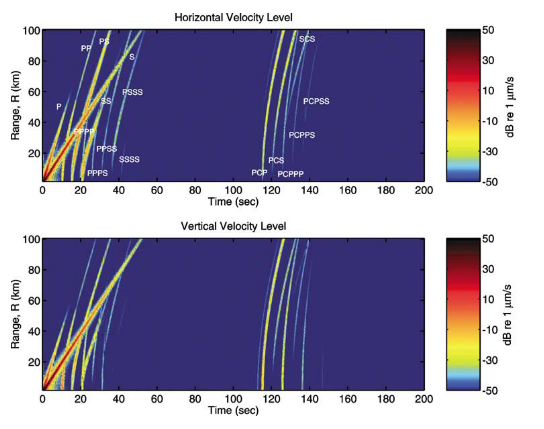 Horizontal Velocity Level
Range, R (km)
100
80
60
40
20
PP
PS
S
SCS
P
SS
PSSS
PCPSS
PPPP
PPSS
SSSS
PPPS
PCP
PCS
PCPPS
PCPPP
0 20 40 60 80 100 120 140 160 180 200
Time (sec)
50
30
10
-10
-30
-50
dB re 1 μm/s
Vertical Velocity Level
Range, R (km)
100
80
60
40
20
0 20 40 60 80 100 120 140 160 180 200
Time (sec)
50
30
10
-10
-30
-50
dB re 1 μm/s